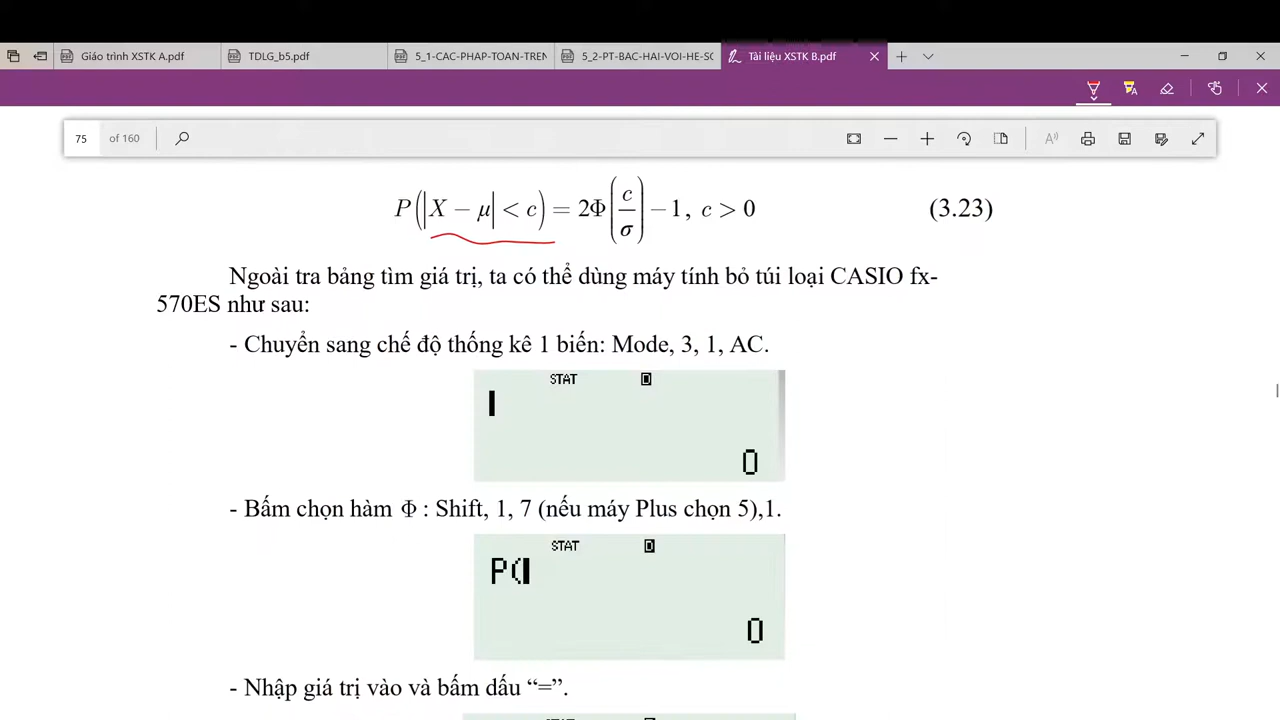 Giáo trình XSTK A.pdf
TDLG_b5.pdf
5_1-CAC-PHAP-TOAN-TREN
5_2-PT-BAC-HAI-VOI-HE-SC
Tài liệu XSTK B.pdf
75 of 160
P(|X − μ| < c) = 2Φ(c/σ) − 1, c > 0 (3.23)
Ngoài tra bảng tìm giá trị, ta có thể dùng máy tính bỏ túi loại CASIO fx-
570ES như sau:
- Chuyển sang chế độ thống kê 1 biến: Mode, 3, 1, AC.
STAT D
0
- Bấm chọn hàm Φ : Shift, 1, 7 (nếu máy Plus chọn 5),1.
STAT D
P(
0
- Nhập giá trị vào và bấm dấu “=”.